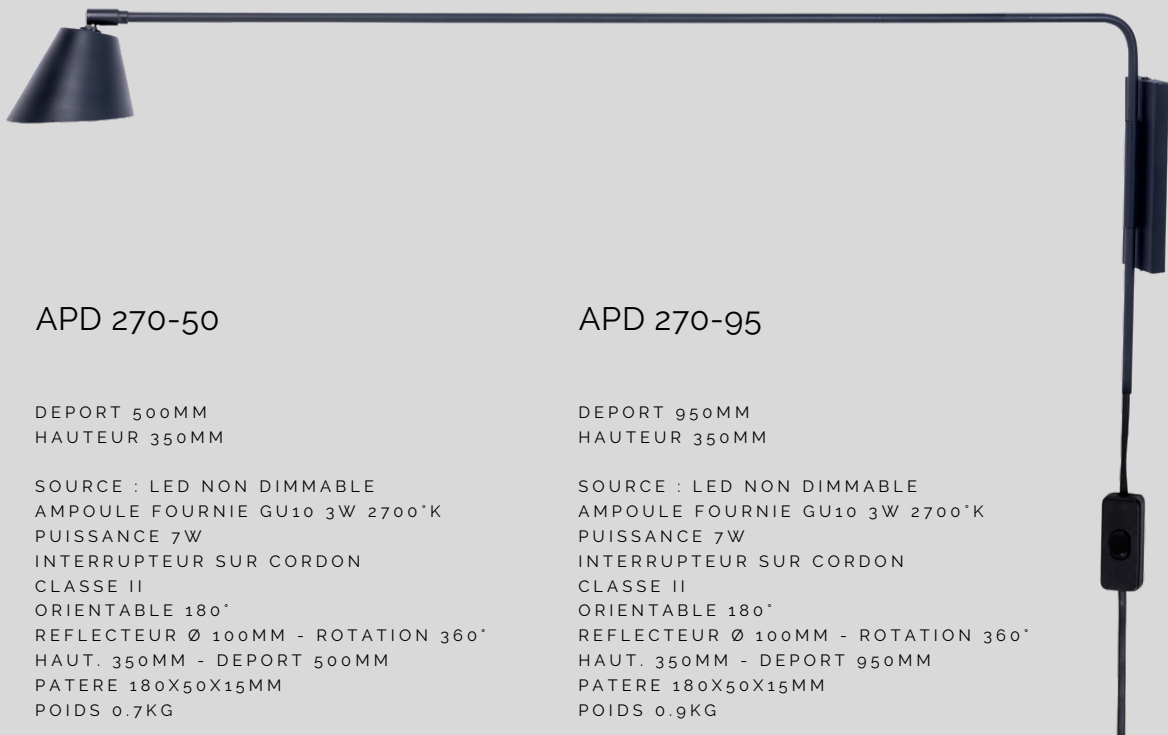 APD 270-50
DEPORT 500MM
HAUTEUR 350MM
SOURCE : LED NON DIMMABLE
AMPOULE FOURNIE GU10 3W 2700°K
PUISSANCE 7W
INTERRUPTEUR SUR CORDON
CLASSE II
ORIENTABLE 180°
REFLECTEUR Ø 100MM - ROTATION 360°
HAUT. 350MM - DEPORT 500MM
PATERE 180X50X15MM
POIDS 0.7KG
APD 270-95
DEPORT 950MM
HAUTEUR 350MM
SOURCE : LED NON DIMMABLE
AMPOULE FOURNIE GU10 3W 2700°K
PUISSANCE 7W
INTERRUPTEUR SUR CORDON
CLASSE II
ORIENTABLE 180°
REFLECTEUR Ø 100MM - ROTATION 360°
HAUT. 350MM - DEPORT 950MM
PATERE 180X50X15MM
POIDS 0.9KG